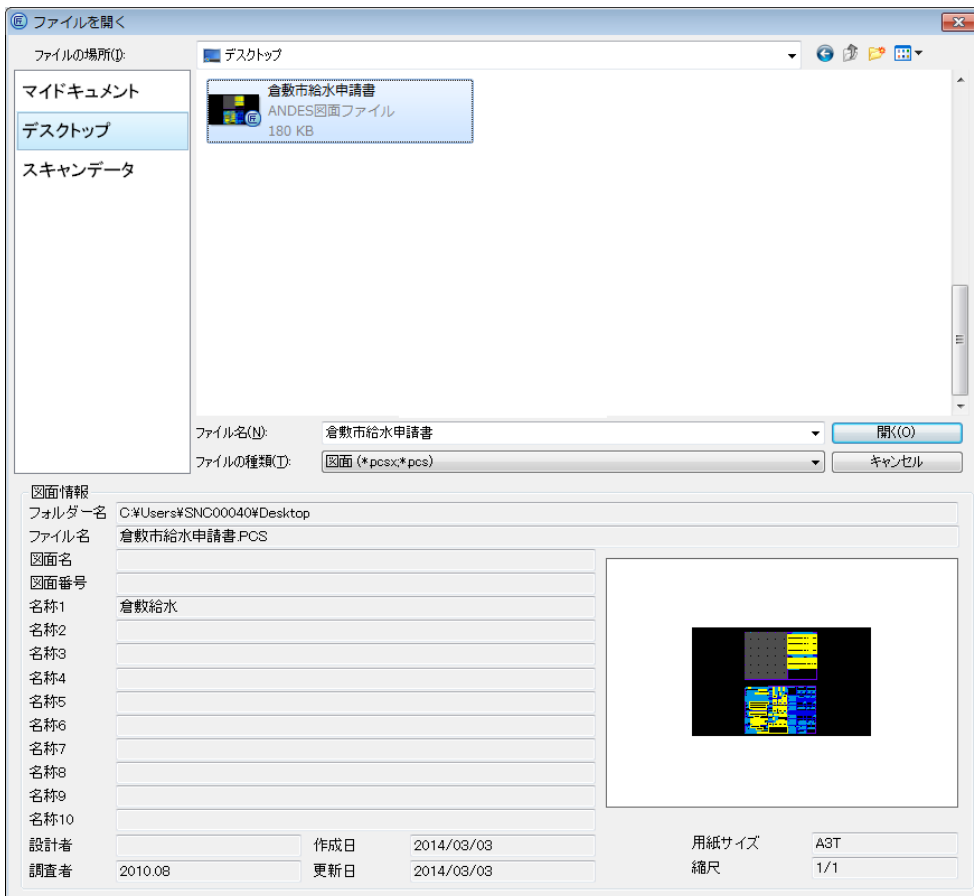 匠 ファイルを開く
ファイルの場所(I): デスクトップ
マイドキュメント
デスクトップ
スキャンデータ
倉敷市給水申請書
ANDES図面ファイル
180 KB
匠
ファイル名(N): 倉敷市給水申請書 開く(O)
ファイルの種類(T): 図面 (*pcsx;*pcs) キャンセル
図面情報
フォルダー名 C:¥Users¥SNC00040¥Desktop
ファイル名 倉敷市給水申請書.PCS
図面名
図面番号
名称1 倉敷給水
名称2
名称3
名称4
名称5
名称6
名称7
名称8
名称9
名称10
設計者 作成日 2014/03/03 用紙サイズ A3T
調査者 2010.08 更新日 2014/03/03 縮尺 1/1